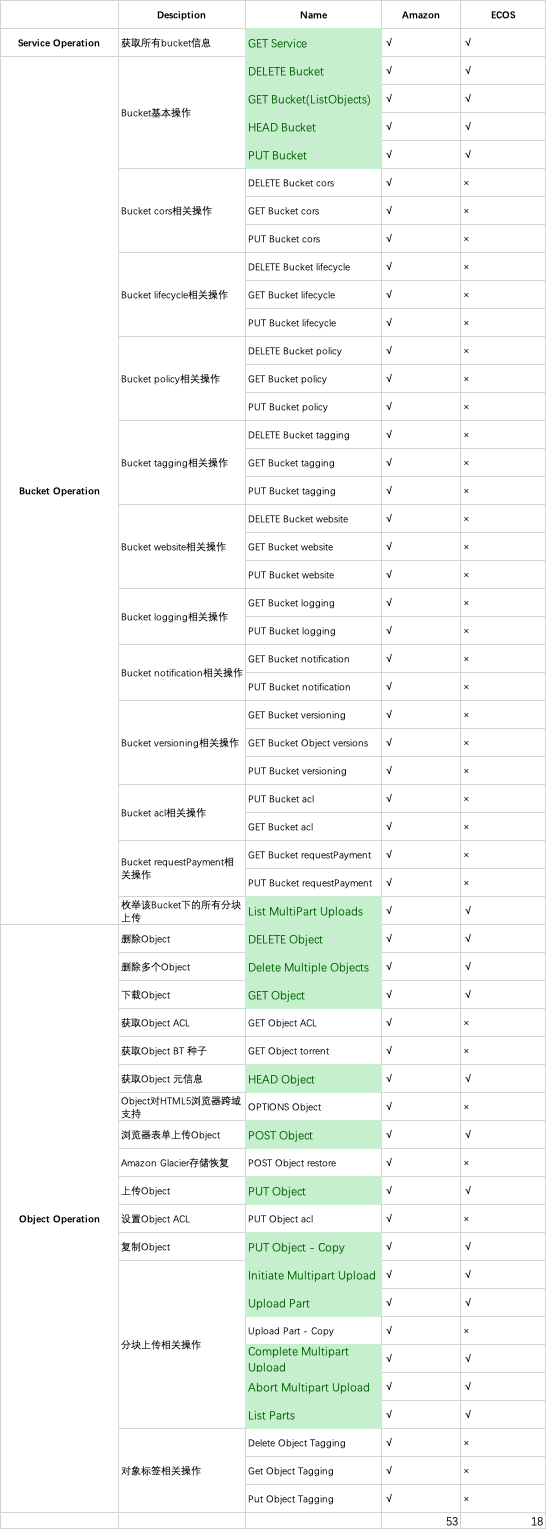 Desciption Name Amazon ECOS
Service Operation 获取所有bucket信息 GET Service √ √
Bucket Operation
Bucket基本操作
DELETE Bucket √ √
GET Bucket(ListObjects) √ √
HEAD Bucket √ √
PUT Bucket √ √
Bucket cors相关操作
DELETE Bucket cors √ ×
GET Bucket cors √ ×
PUT Bucket cors √ ×
Bucket lifecycle相关操作
DELETE Bucket lifecycle √ ×
GET Bucket lifecycle √ ×
PUT Bucket lifecycle √ ×
Bucket policy相关操作
DELETE Bucket policy √ ×
GET Bucket policy √ ×
PUT Bucket policy √ ×
Bucket tagging相关操作
DELETE Bucket tagging √ ×
GET Bucket tagging √ ×
PUT Bucket tagging √ ×
Bucket website相关操作
DELETE Bucket website √ ×
GET Bucket website √ ×
PUT Bucket website √ ×
Bucket logging相关操作
GET Bucket logging √ ×
PUT Bucket logging √ ×
Bucket notification相关操作
GET Bucket notification √ ×
PUT Bucket notification √ ×
Bucket versioning相关操作
GET Bucket versioning √ ×
GET Bucket Object versions √ ×
PUT Bucket versioning √ ×
Bucket acl相关操作
PUT Bucket acl √ ×
GET Bucket acl √ ×
Bucket requestPayment相
关操作
GET Bucket requestPayment √ ×
PUT Bucket requestPayment √ ×
枚举该Bucket下的所有分块
上传
List MultiPart Uploads √ √
Object Operation
删除Object DELETE Object √ √
删除多个Object Delete Multiple Objects √ √
下载Object GET Object √ √
获取Object ACL GET Object ACL √ ×
获取Object BT 种子 GET Object torrent √ ×
获取Object 元信息 HEAD Object √ √
Object对HTML5浏览器跨域
支持
OPTIONS Object √ ×
浏览器表单上传Object POST Object √ √
Amazon Glacier存储恢复 POST Object restore √ ×
上传Object PUT Object √ √
设置Object ACL PUT Object acl √ ×
复制Object PUT Object - Copy √ √
分块上传相关操作
Initiate Multipart Upload √ √
Upload Part √ √
Upload Part - Copy √ ×
Complete Multipart
Upload √ √
Abort Multipart Upload √ √
List Parts √ √
对象标签相关操作
Delete Object Tagging √ ×
Get Object Tagging √ ×
Put Object Tagging √ ×
53 18